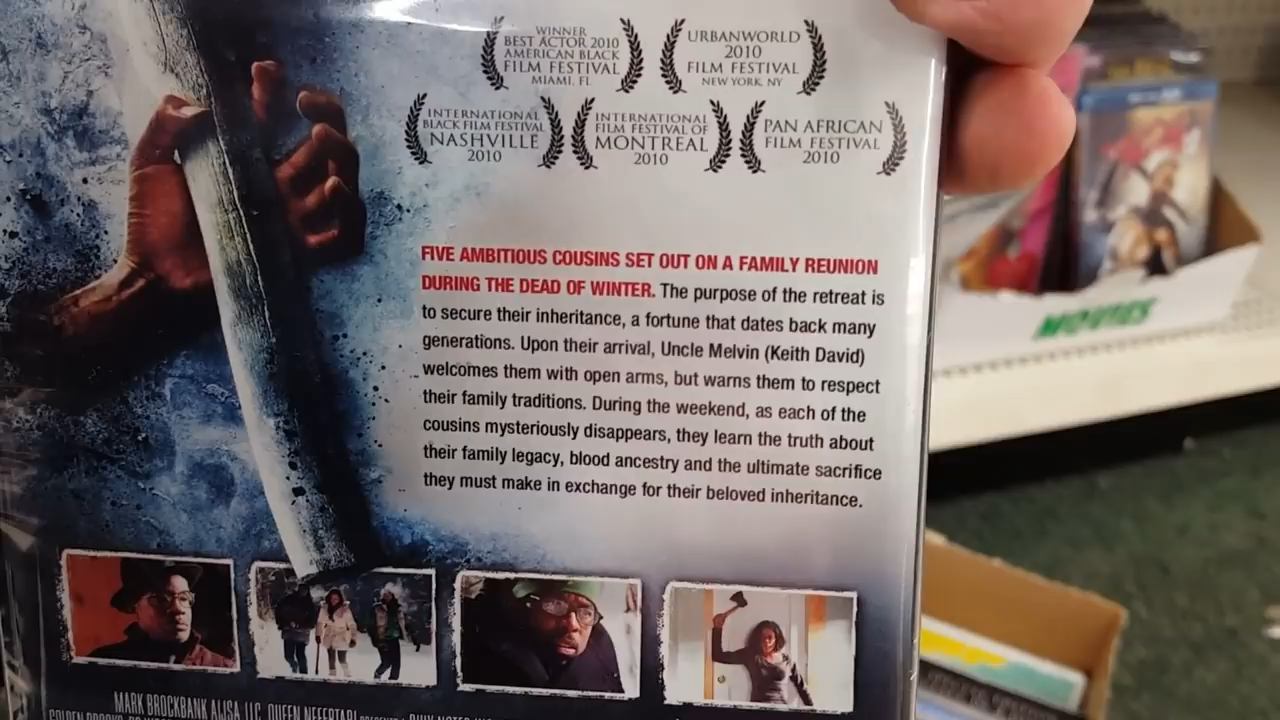 WINNER
BEST ACTOR 2010
AMERICAN BLACK
FILM FESTIVAL
MIAMI, FL
URBANWORLD
2010
FILM FESTIVAL
NEW YORK, NY
INTERNATIONAL
BLACK FILM FESTIVAL
NASHVILLE
2010
INTERNATIONAL
FILM FESTIVAL OF
MONTREAL
2010
PAN AFRICAN
FILM FESTIVAL
2010
FIVE AMBITIOUS COUSINS SET OUT ON A FAMILY REUNION
DURING THE DEAD OF WINTER. The purpose of the retreat is
to secure their inheritance, a fortune that dates back many
generations. Upon their arrival, Uncle Melvin (Keith David)
welcomes them with open arms, but warns them to respect
their family traditions. During the weekend, as each of the
cousins mysteriously disappears, they learn the truth about
their family legacy, blood ancestry and the ultimate sacrifice
they must make in exchange for their beloved inheritance.
MOVIES
MARK BROCKBANK LLC, QUEEN NEFERTARI